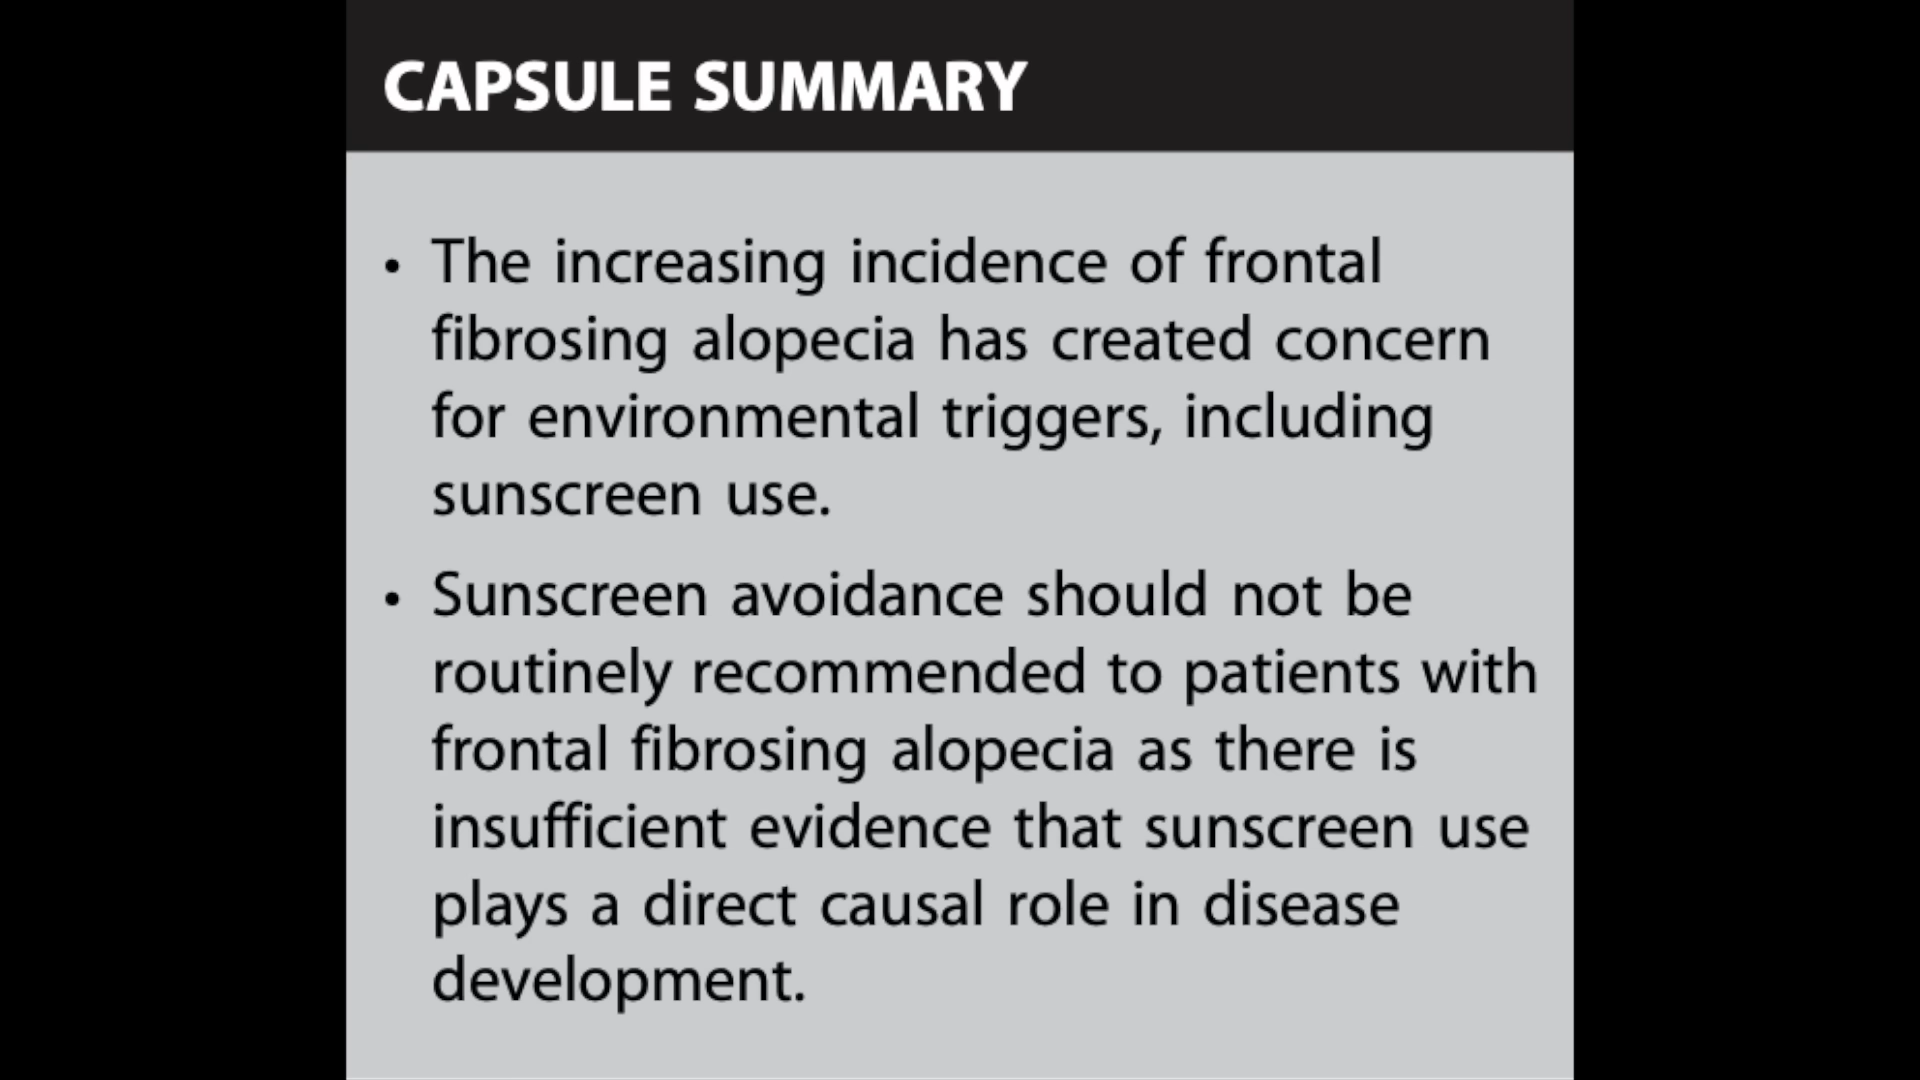 CAPSULE SUMMARY
• The increasing incidence of frontal
fibrosing alopecia has created concern
for environmental triggers, including
sunscreen use.
• Sunscreen avoidance should not be
routinely recommended to patients with
frontal fibrosing alopecia as there is
insufficient evidence that sunscreen use
plays a direct causal role in disease
development.